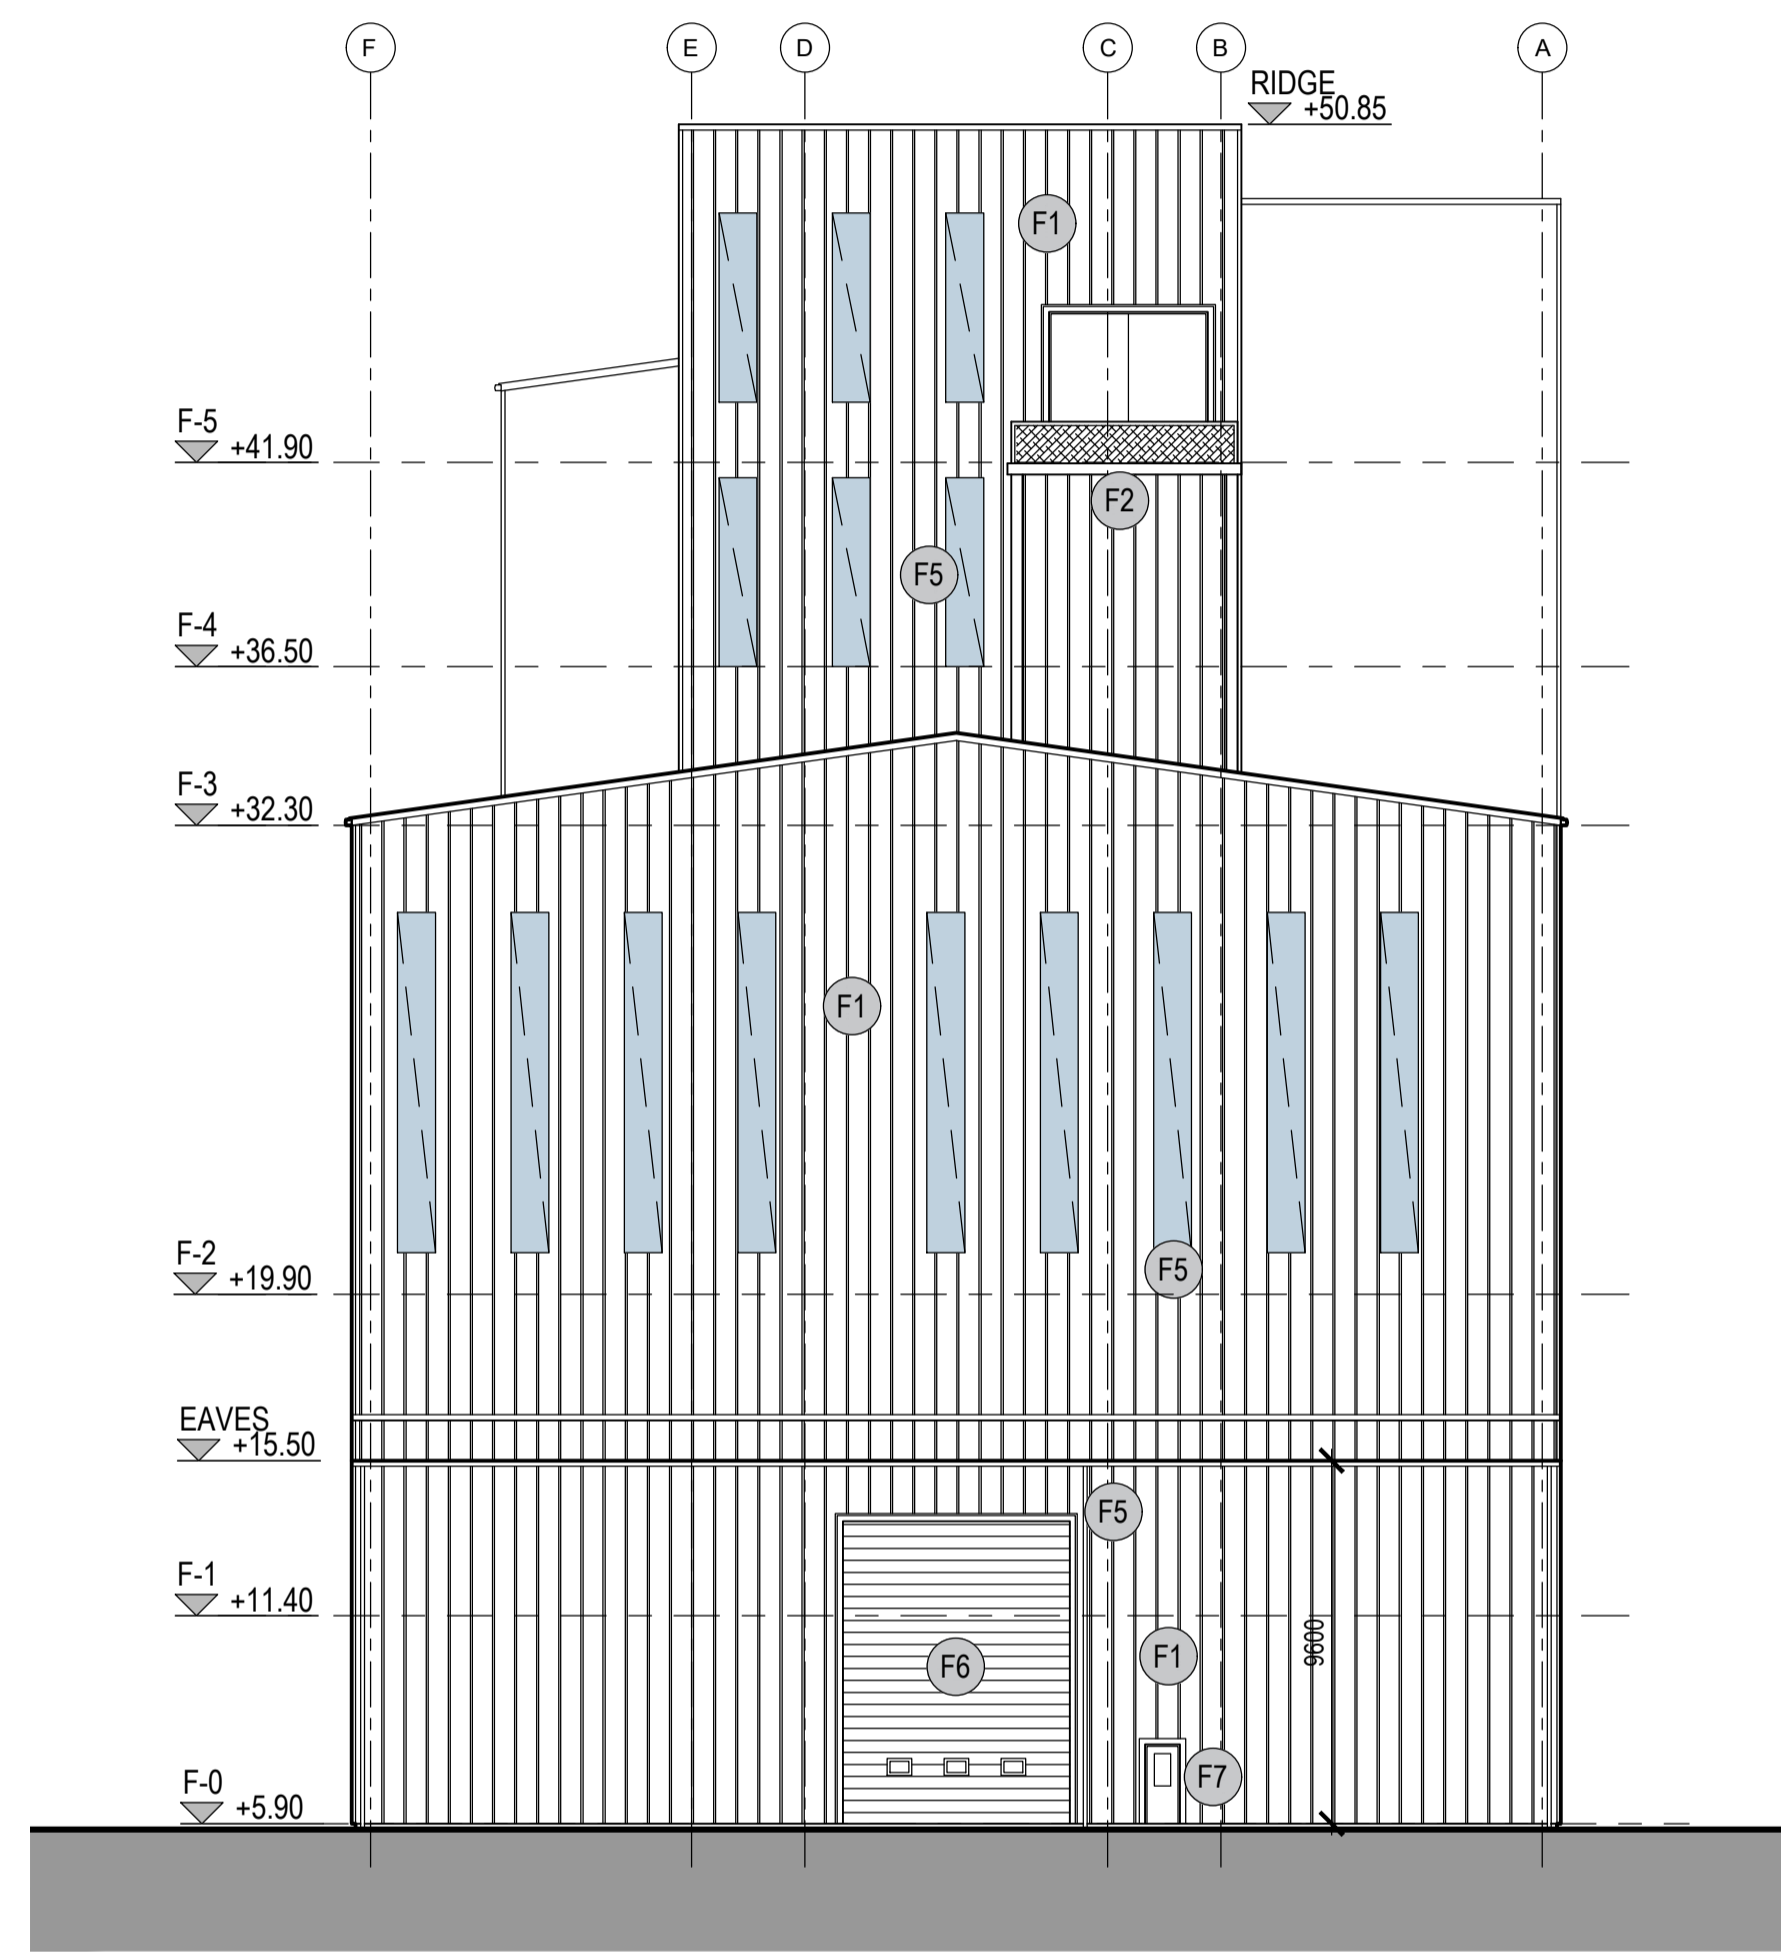 F E D C B A
RIDGE
+50.85
F1
F-5
+41.90
F2
F5
F-4
+36.50
F-3
+32.30
F1
F-2
+19.90
F5
EAVES
+15.50
F5
F-1
+11.40
9600
F1
F6
F7
F-0
+5.90